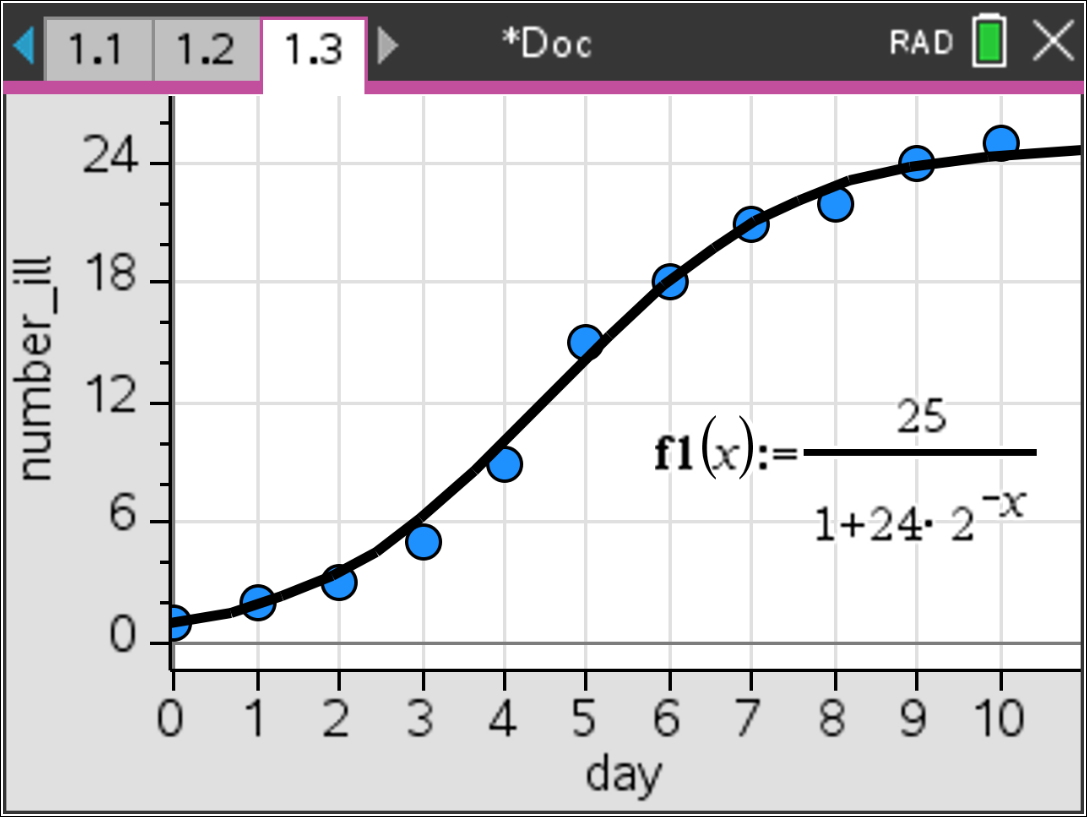 1.1 1.2 1.3 *Doc RAD
24
18
12
6
0
number_ill
f1(x):=25/(1+24·2^-x)
0 1 2 3 4 5 6 7 8 9 10
day